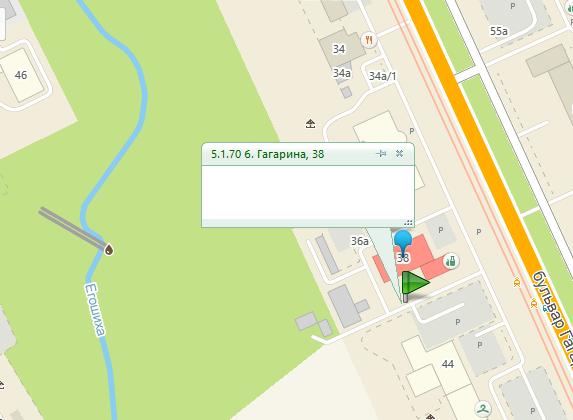 55а
34
34а
34а/1
46
P
5.1.70 б. Гагарина, 38
36а
P
P
38
Егошиха
бульвар Гага
P
P
44
P
P